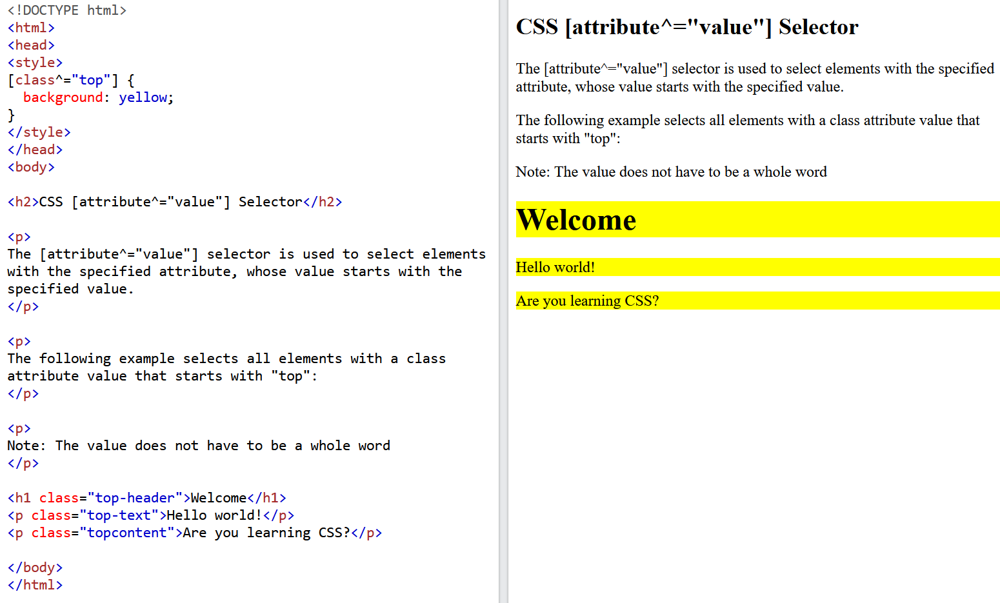 <!DOCTYPE html>
<html>
<head>
<style>
[class^="top"] {
  background: yellow;
}
</style>
</head>
<body>

<h2>CSS [attribute^="value"] Selector</h2>

<p>
The [attribute^="value"] selector is used to select elements
with the specified attribute, whose value starts with the
specified value.
</p>

<p>
The following example selects all elements with a class
attribute value that starts with "top":
</p>

<p>
Note: The value does not have to be a whole word
</p>

<h1 class="top-header">Welcome</h1>
<p class="top-text">Hello world!</p>
<p class="topcontent">Are you learning CSS?</p>

</body>
</html>
CSS [attribute^="value"] Selector
The [attribute^="value"] selector is used to select elements with the specified
attribute, whose value starts with the specified value.
The following example selects all elements with a class attribute value that
starts with "top":
Note: The value does not have to be a whole word
Welcome
Hello world!
Are you learning CSS?